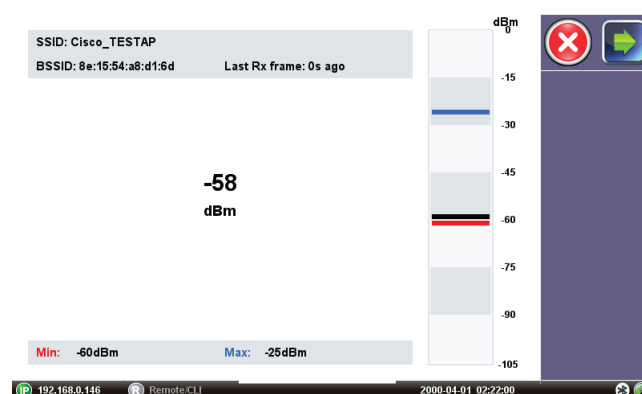 SSID: Cisco_TESTAP
BSSID: 8e:15:54:a8:d1:6d Last Rx frame: 0s ago
-58
dBm
Min: -60dBm Max: -25dBm
dBm
0
-15
-30
-45
-60
-75
-90
-105
IP 192.168.0.146 R Remote/CLI 2000-04-01 02:22:00